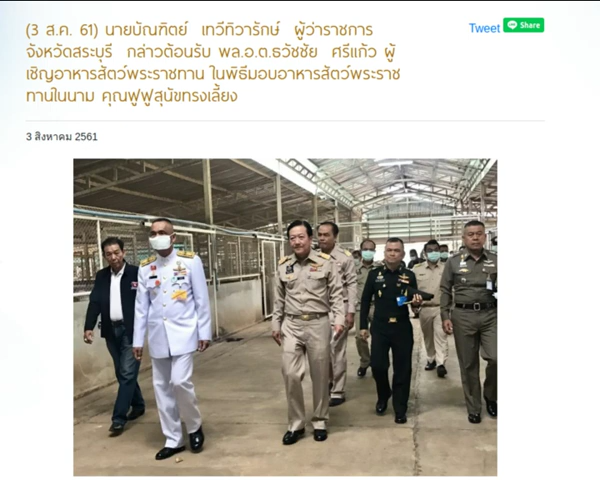 (3 ส.ค. 61) นายบัณฑิตย์ เทวีทิวารักษ์ ผู้ว่าราชการ
จังหวัดสระบุรี กล่าวต้อนรับ พล.อ.ต.ธวัชชัย ศรีแก้ว ผู้
เชิญอาหารสัตว์พระราชทาน ในพิธีมอบอาหารสัตว์พระราช
ทานในนาม คุณฟูฟูสุนัขทรงเลี้ยง
Tweet Share
3 สิงหาคม 2561